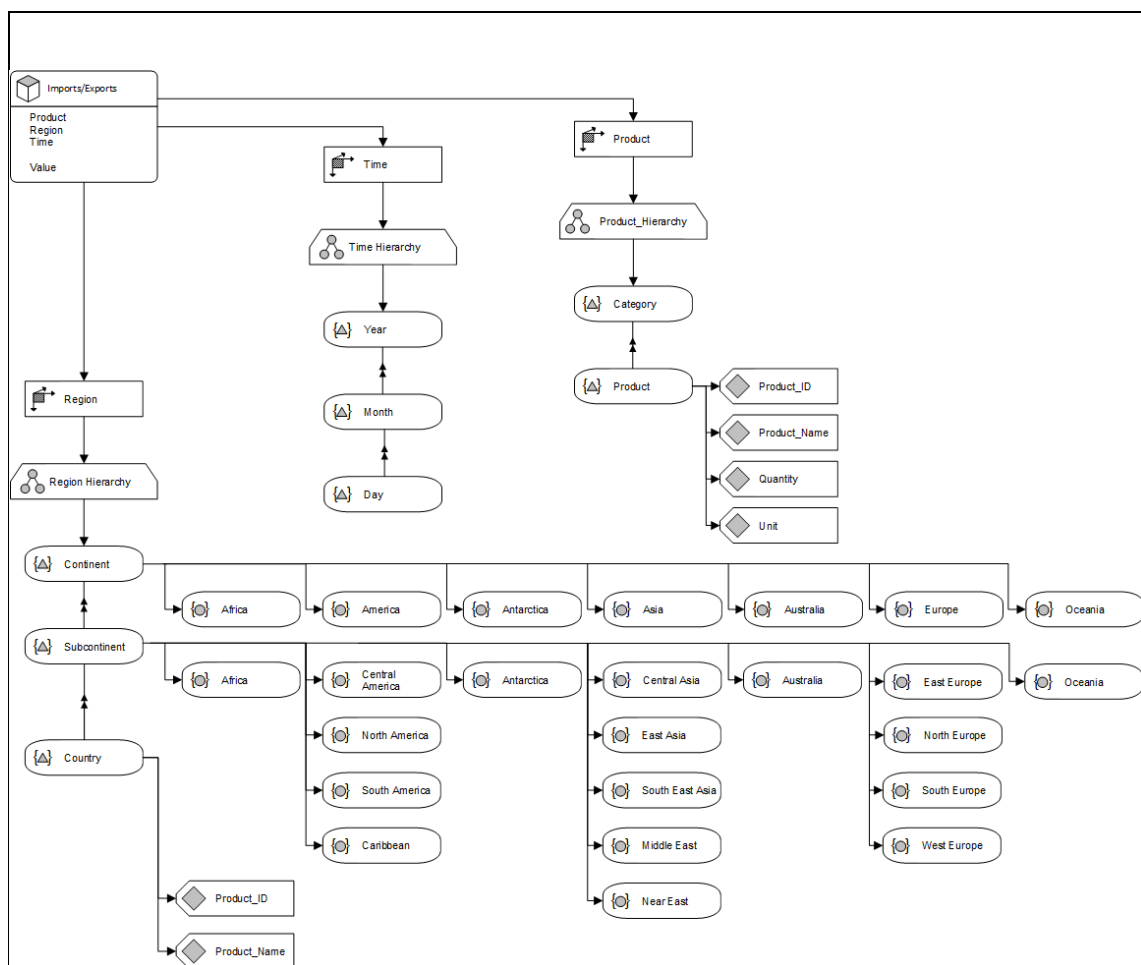 Imports/Exports
Product
Region
Time
Value
Time
Product
Time Hierarchy
Product_Hierarchy
Year
Category
Month
Product
Product_ID
Product_Name
Quantity
Unit
Day
Region
Region Hierarchy
Continent
Africa
America
Antarctica
Asia
Australia
Europe
Oceania
Subcontinent
Africa
Central
America
Antarctica
Central Asia
Australia
East Europe
Oceania
North America
East Asia
North Europe
Country
South America
South East Asia
South Europe
Caribbean
Middle East
West Europe
Near East
Product_ID
Product_Name